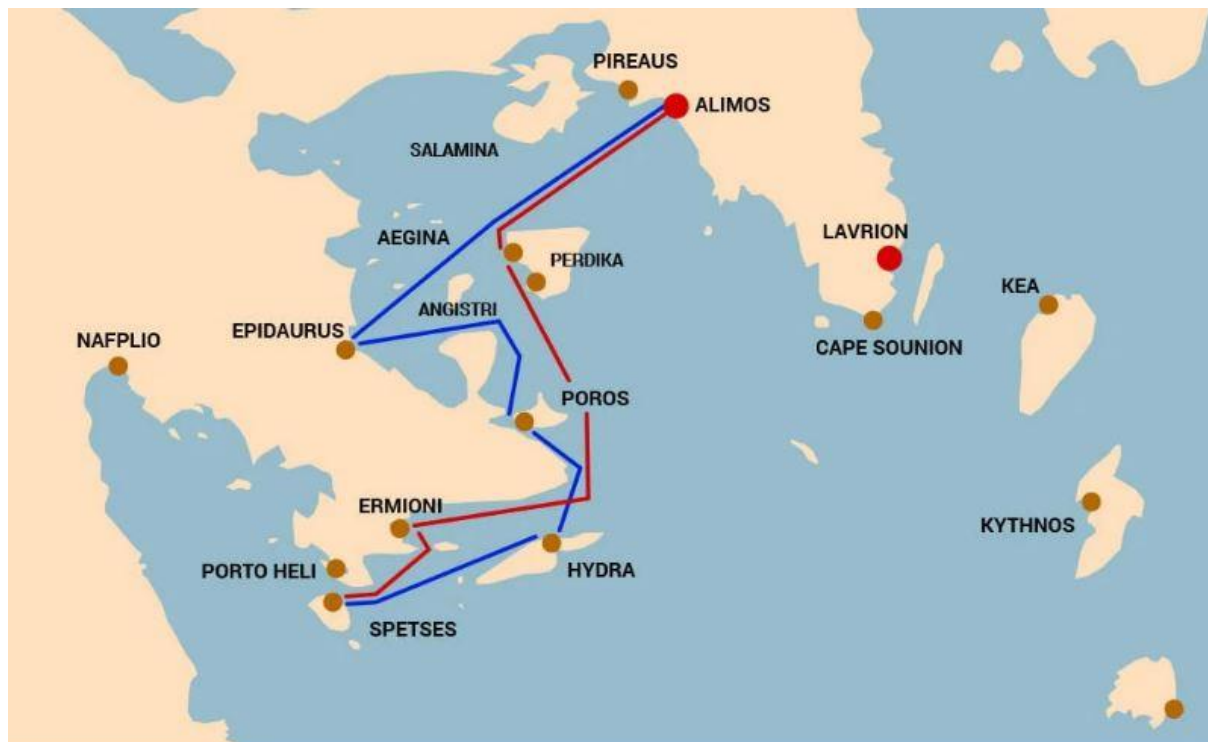 PIREAUS
ALIMOS
SALAMINA
AEGINA
LAVRION
PERDIKA
KEA
ANGISTRI
EPIDAURUS
NAFPLIO
CAPE SOUNION
POROS
ERMIONI
KYTHNOS
PORTO HELI
HYDRA
SPETSES